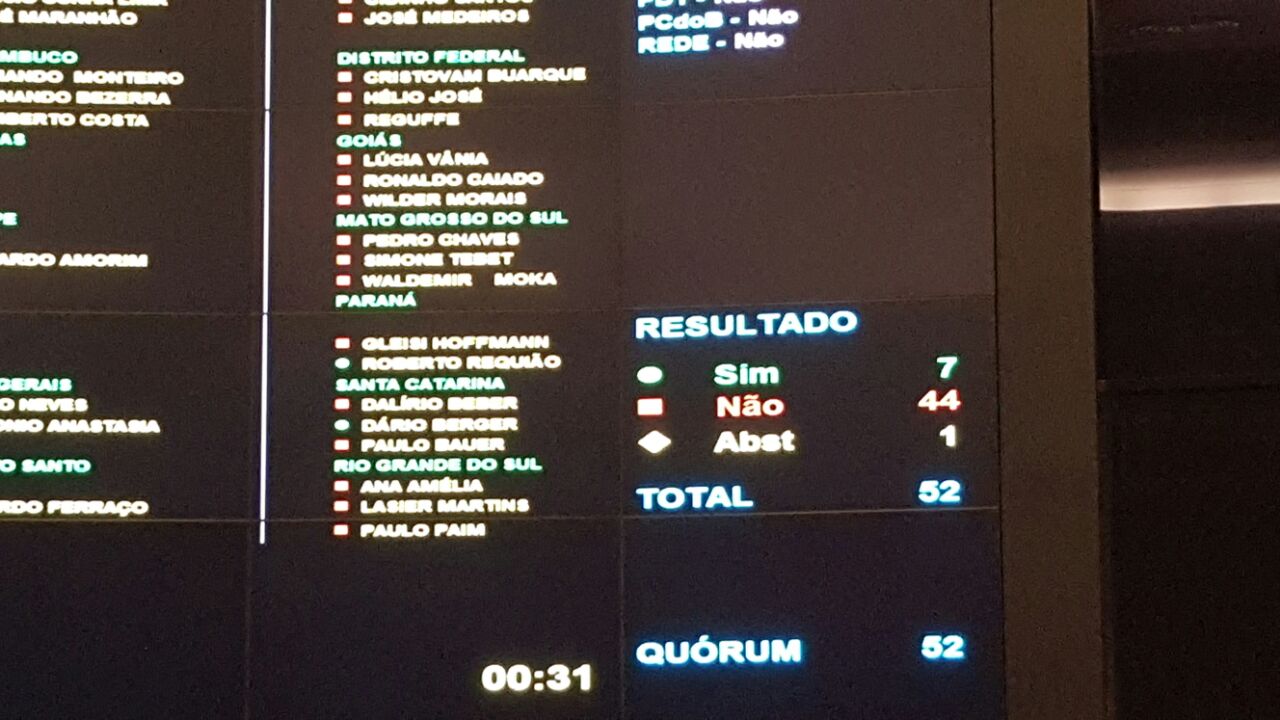 É MARANHÃO
MBUCO
NANDO MONTEIRO
NANDO BEZERRA
MBERTO COSTA
AS
PE
ARDO AMORIM
GERAIS
O NEVES
ONIO ANASTASIA
O SANTO
RDO FERRAÇO
JOSÉ MEDEIROS
DISTRITO FEDERAL
CRISTOVAM BUARQUE
HÉLIO JOSÉ
REGUFFE
GOIÁS
LÚCIA VÂNIA
RONALDO CAIADO
WILDER MORAIS
MATO GROSSO DO SUL
PEDRO CHAVES
SIMONE TEBET
WALDEMIR MOKA
PARANÁ
GLEISI HOFFMANN
ROBERTO REQUIÃO
SANTA CATARINA
DALÍRIO BEBER
DÁRIO BERGER
PAULO BAUER
RIO GRANDE DO SUL
ANA AMÉLIA
LASIER MARTINS
PAULO PAIM
00:31
PDT - Não
PCdoB - Não
REDE - Não
RESULTADO
Sim 7
Não 44
Abst 1
TOTAL 52
QUÓRUM 52